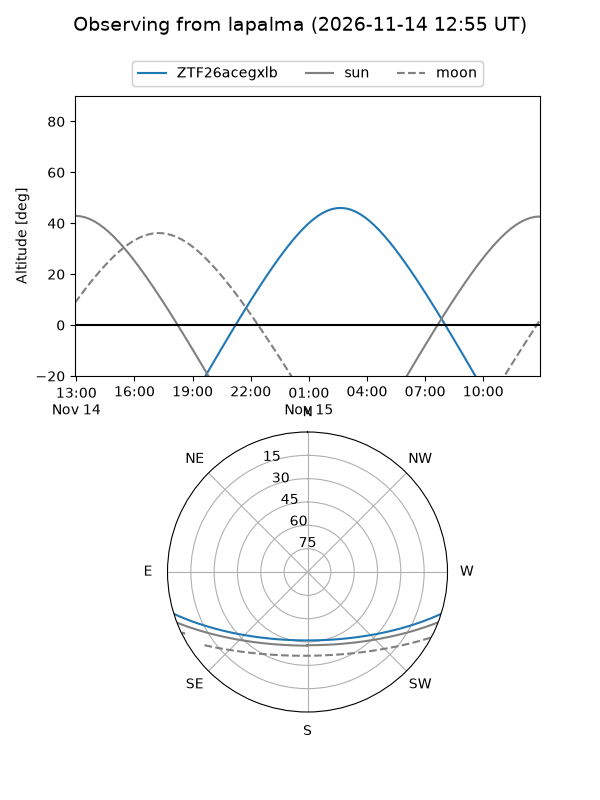 Observing from lapalma (2026-11-14 12:55 UT)
ZTF26acegxlb sun moon
Altitude [deg]
80
60
40
20
0
−20
13:00 16:00 19:00 22:00 01:00 04:00 07:00 10:00
Nov 14 Nov 15
N
NE NW
15
30
45
60
75
E W
SE SW
S